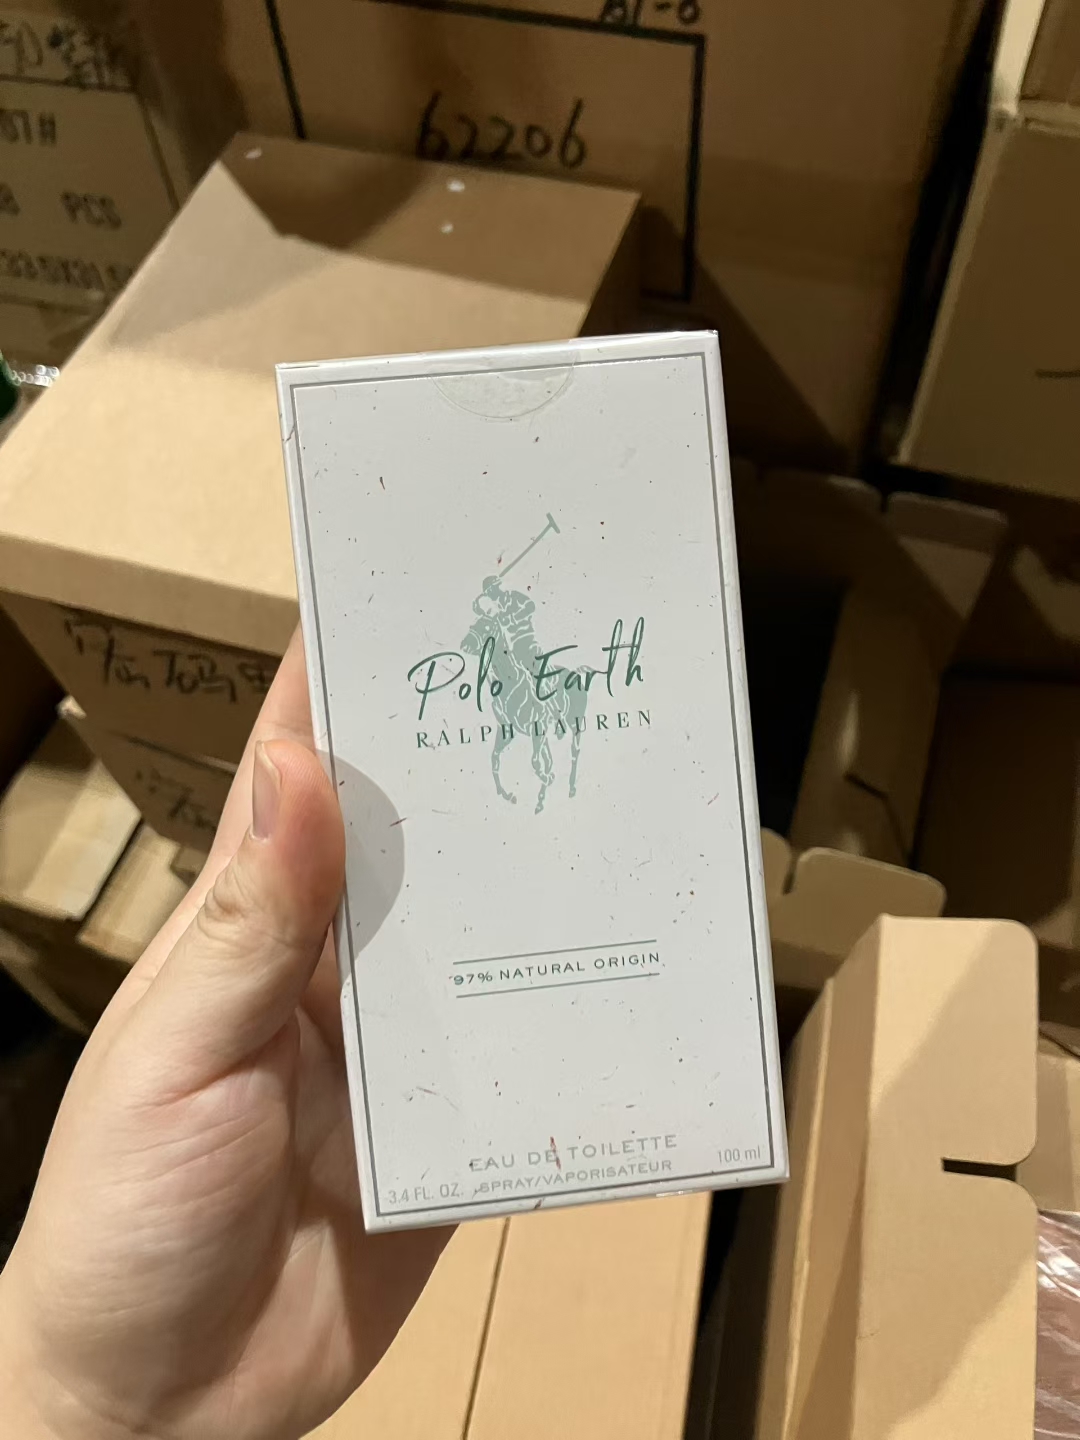 62206
PCS
Polo Earth
RALPH LAUREN
97% NATURAL ORIGIN
EAU DE TOILETTE
3.4 FL. OZ. SPRAY/VAPORISATEUR 100 ml